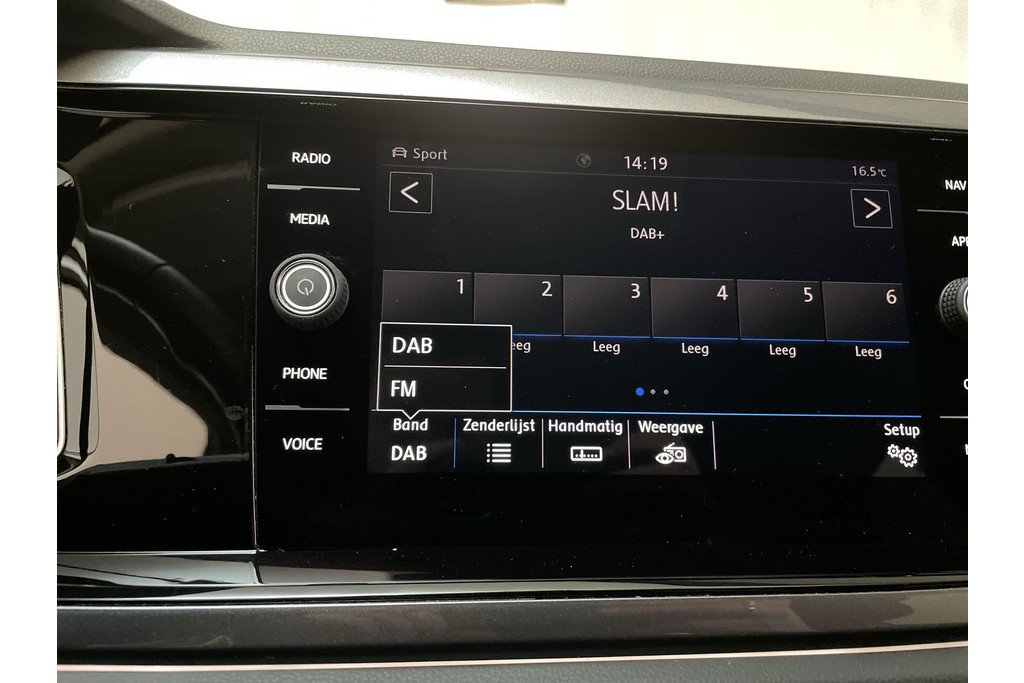 RADIO
MEDIA
PHONE
VOICE
Sport
14:19
16.5°C
<
SLAM!
>
DAB+
1 2 3 4 5 6
eeg Leeg Leeg Leeg Leeg
DAB
FM
Band Zenderlijst Handmatig Weergave Setup
DAB
NAV